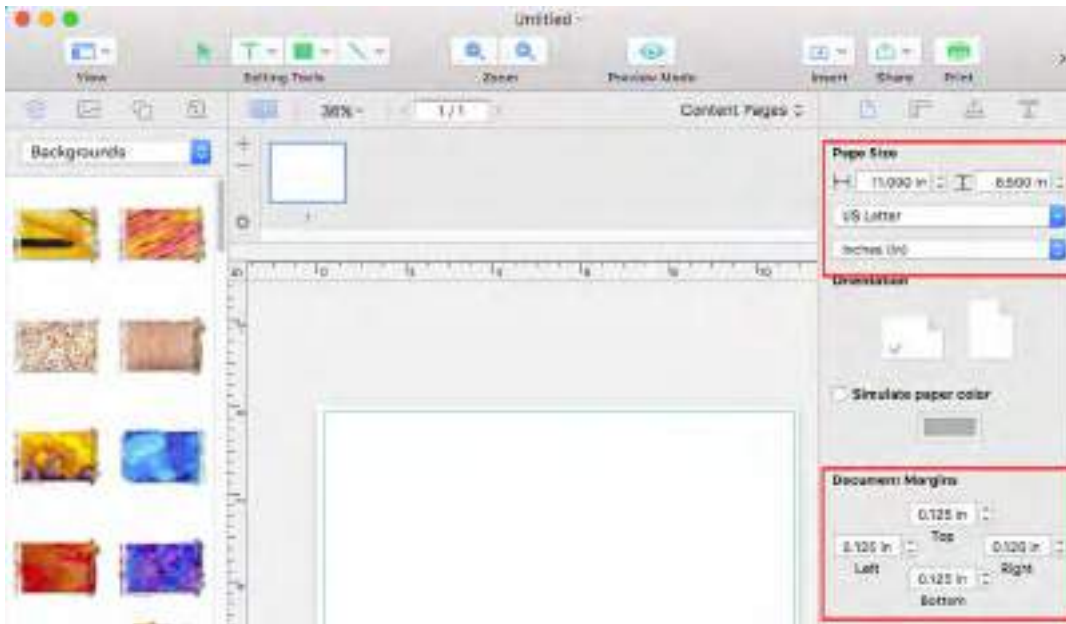 Untitled
View
Editing Tools
Zoom
Preview Mode
Insert
Share
Print
36%
1 / 1
Content Pages
Backgrounds
1
Page Size
11.000 in
8.500 in
US Letter
Inches (in)
Orientation
Simulate paper color
Document Margins
0.125 in
Top
0.125 in
0.125 in
Left
Right
0.125 in
Bottom